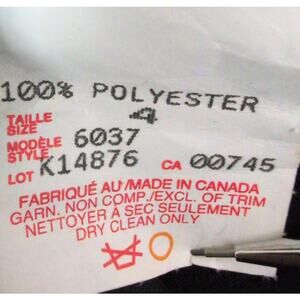 100% POLYESTER
TAILLE
SIZE 4
MODÈLE
STYLE 6037
LOT K14876 CA 00745
FABRIQUÉ AU/MADE IN CANADA
GARN. NON COMP./EXCL. OF TRIM
NETTOYER À SEC SEULEMENT
DRY CLEAN ONLY